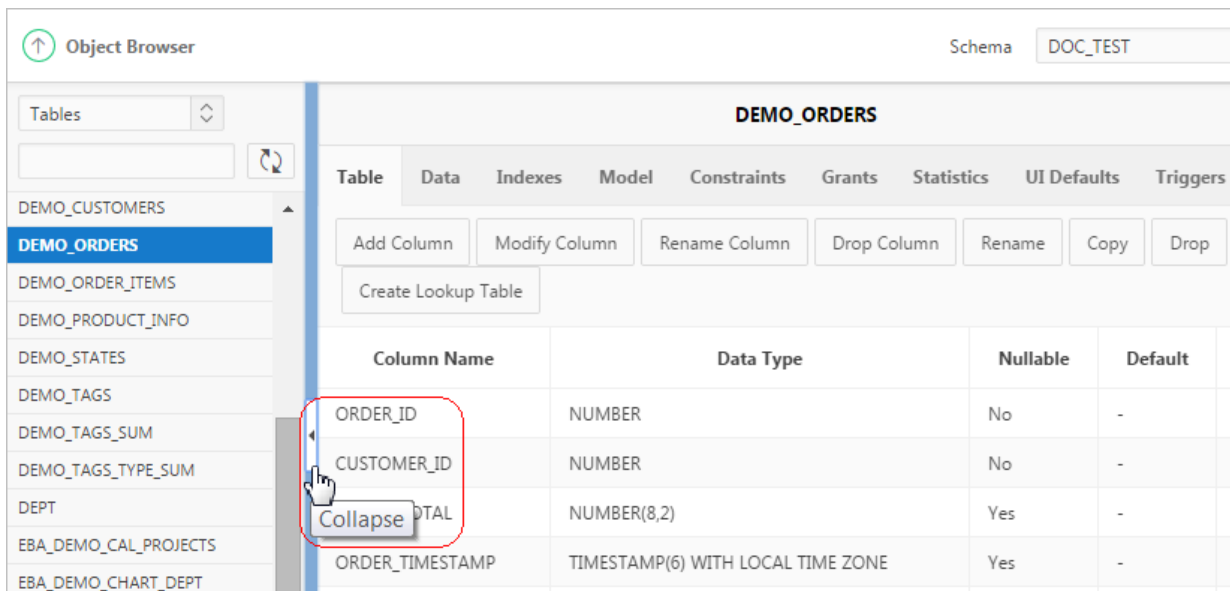 Object Browser
Schema DOC_TEST
Tables
DEMO_CUSTOMERS
DEMO_ORDERS
DEMO_ORDER_ITEMS
DEMO_PRODUCT_INFO
DEMO_STATES
DEMO_TAGS
DEMO_TAGS_SUM
DEMO_TAGS_TYPE_SUM
DEPT
EBA_DEMO_CAL_PROJECTS
EBA_DEMO_CHART_DEPT
DEMO_ORDERS
Table Data Indexes Model Constraints Grants Statistics UI Defaults Triggers
Add Column Modify Column Rename Column Drop Column Rename Copy Drop
Create Lookup Table
Column Name Data Type Nullable Default
ORDER_ID NUMBER No -
CUSTOMER_ID NUMBER No -
NUMBER(8,2) Yes -
Collapse
ORDER_TIMESTAMP TIMESTAMP(6) WITH LOCAL TIME ZONE Yes -